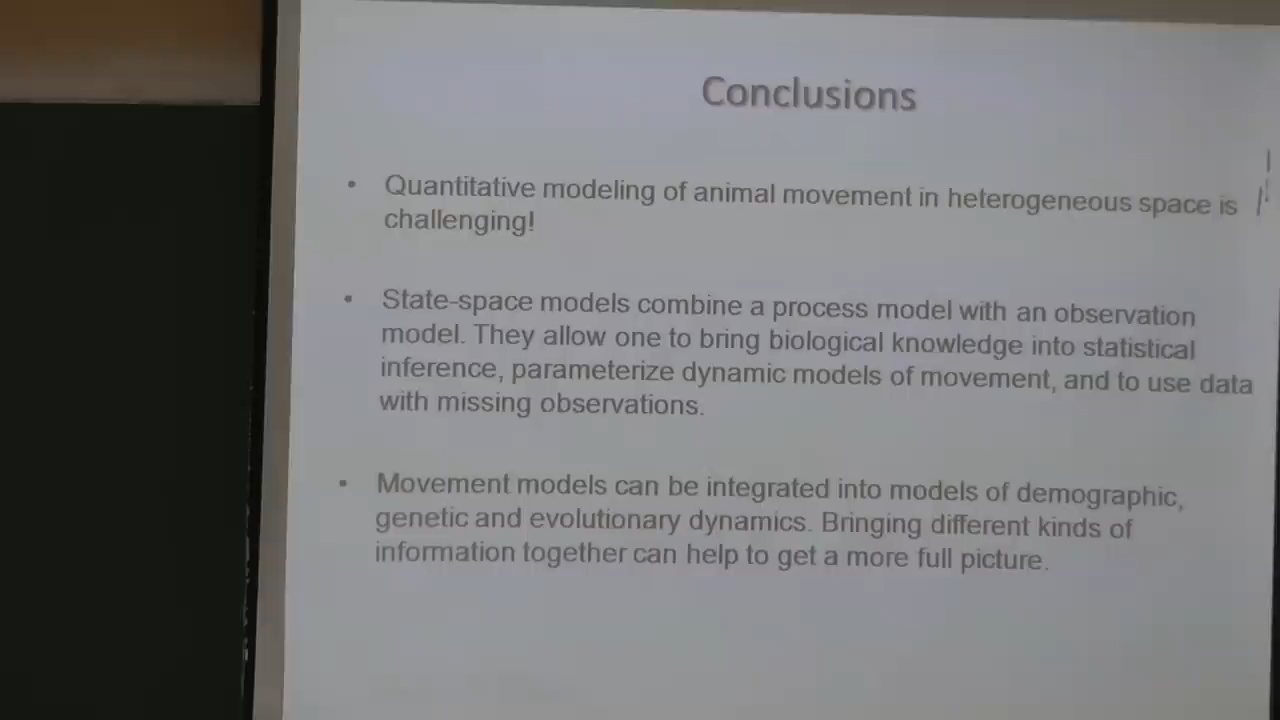 Conclusions
• Quantitative modeling of animal movement in heterogeneous space is
challenging!
• State-space models combine a process model with an observation
model. They allow one to bring biological knowledge into statistical
inference, parameterize dynamic models of movement, and to use data
with missing observations.
• Movement models can be integrated into models of demographic,
genetic and evolutionary dynamics. Bringing different kinds of
information together can help to get a more full picture.